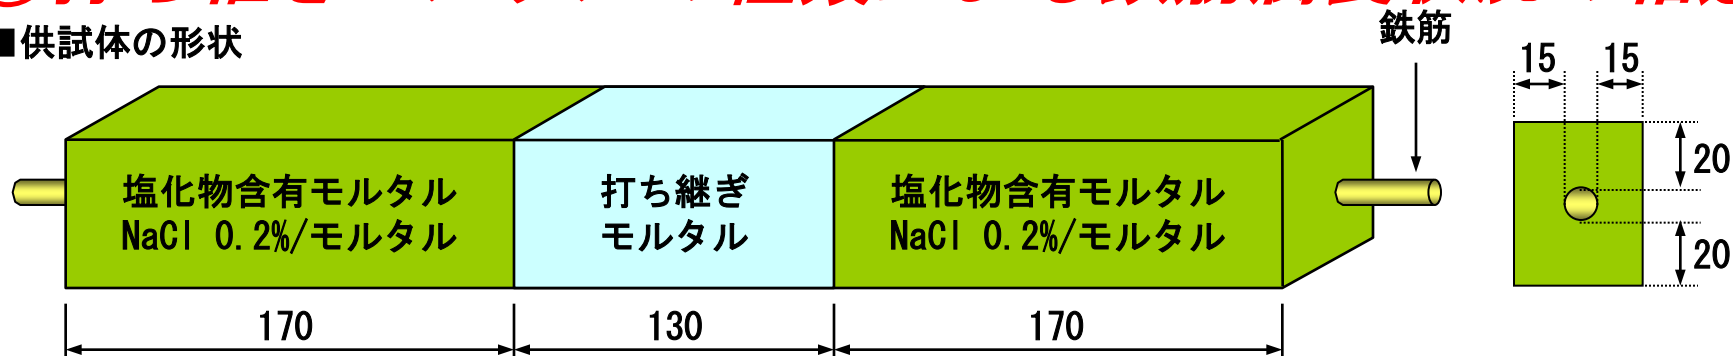 ■供試体の形状
鉄筋
15 15
塩化物含有モルタル
NaCl 0.2%/モルタル
打ち継ぎ
モルタル
塩化物含有モルタル
NaCl 0.2%/モルタル
20
20
170 130 170